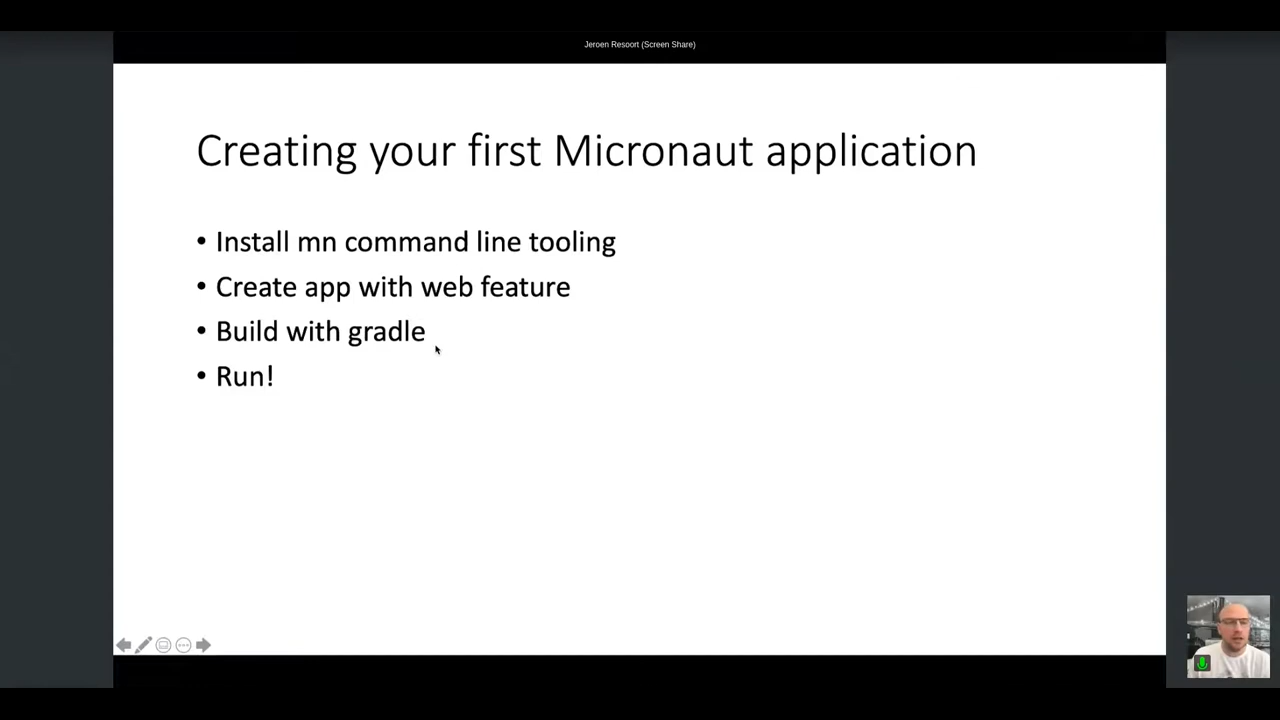 Jeroen Resoort (Screen Share)
Creating your first Micronaut application
• Install mn command line tooling
• Create app with web feature
• Build with gradle
• Run!